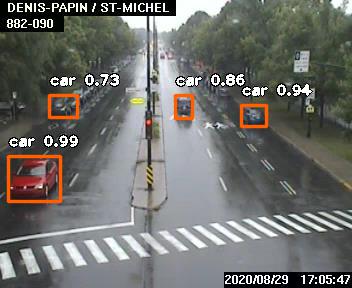 DENIS-PAPIN / ST-MICHEL
882-090
car 0.73
car 0.86
car 0.94
car 0.99
2020/08/29 17:05:47